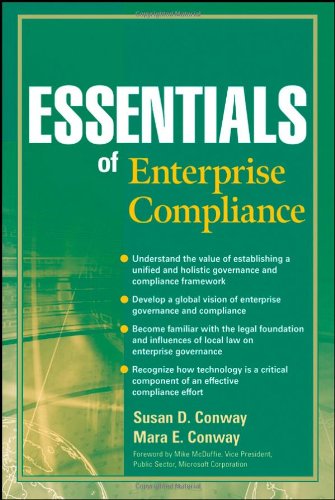 ESSENTIALS
of Enterprise
Compliance
Understand the value of establishing a
unified and holistic governance and
compliance framework
Develop a global vision of enterprise
governance and compliance
Become familiar with the legal foundation
and influences of local law on
enterprise governance
Recognize how technology is a critical
component of an effective
compliance effort
Susan D. Conway
Mara E. Conway
Foreword by Mike McDuffie, Vice President,
Public Sector, Microsoft Corporation